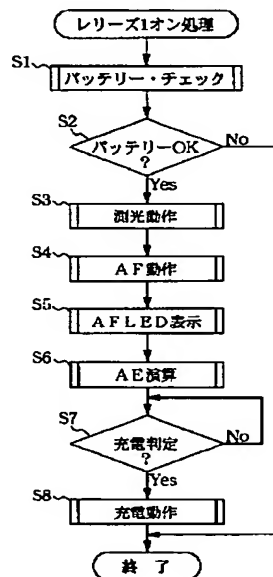 レリーズ1オン処理
S1
バッテリー・チェック
S2
バッテリーOK
?
No
Yes
S3
測光動作
S4
AF動作
S5
AFLED表示
S6
AE演算
S7
充電判定
?
No
Yes
S8
充電動作
終 了